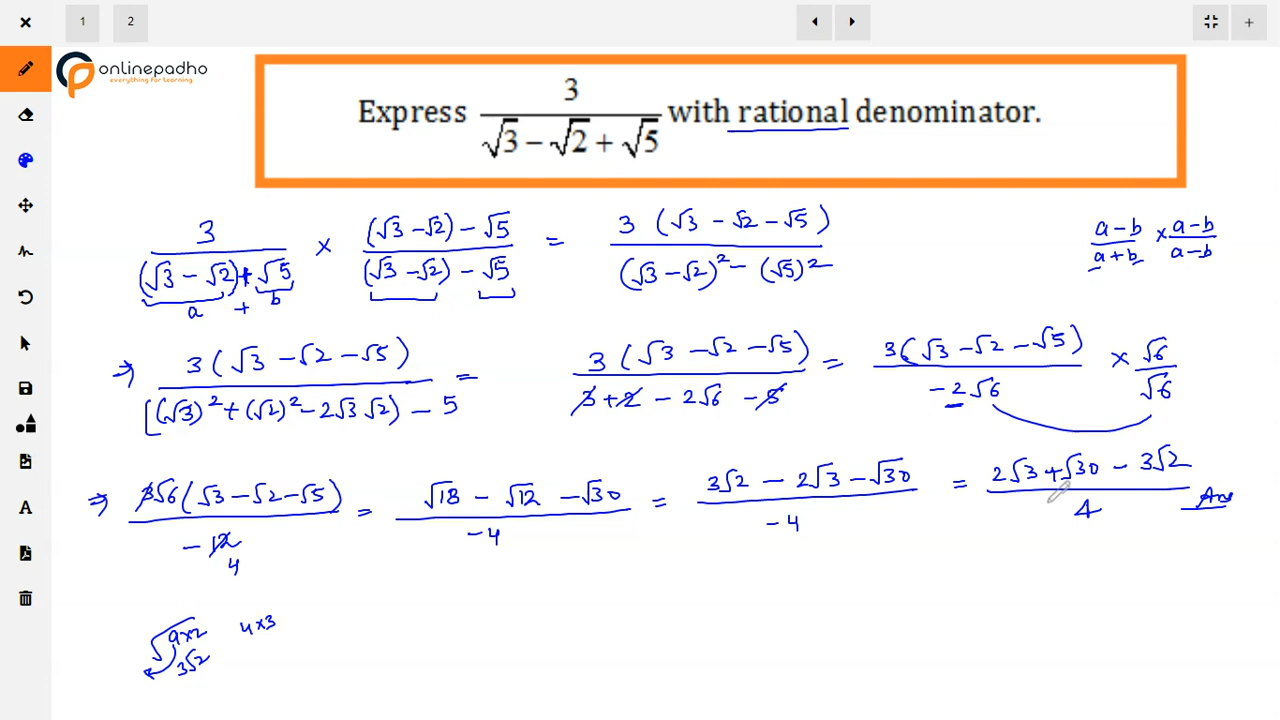 1 2
onlinepadho
everything for learning
Express 3/(√3 − √2 + √5) with rational denominator.
3/((√3 − √2) + √5) × ((√3 − √2) − √5)/((√3 − √2) − √5) = 3(√3 − √2 − √5)/((√3 − √2)² − (√5)²)
a + b
(a − b)/(a + b) × (a − b)/(a − b)
⇒ 3(√3 − √2 − √5)/([(√3)² + (√2)² − 2√3 √2) − 5 = 3(√3 − √2 − √5)/(3 + 2 − 2√6 − 5) = 3(√3 − √2 − √5)/(−2√6) × √6/√6
⇒ 3√6(√3 − √2 − √5)/(−12) = (√18 − √12 − √30)/(−4) = (3√2 − 2√3 − √30)/(−4) = (2√3 + √30 − 3√2)/4 Ans
4
√9×2 4×3
3√2
A